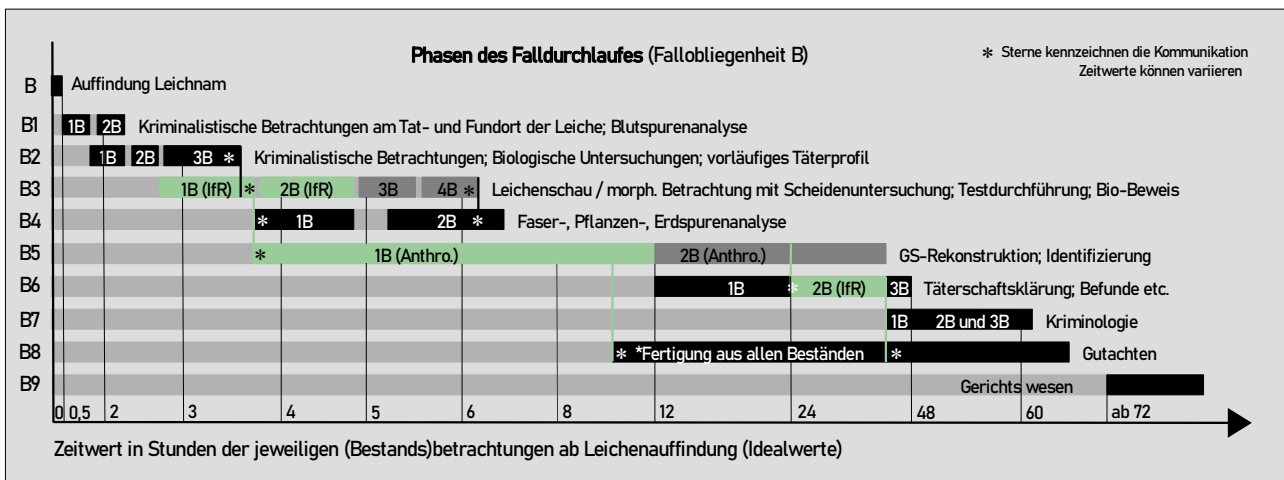 Phasen des Falldurchlaufes (Fallobliegenheit B)
* Sterne kennzeichnen die Kommunikation
Zeitwerte können variieren
B Auffindung Leichnam
B1 1B 2B Kriminalistische Betrachtungen am Tat- und Fundort der Leiche; Blutspurenanalyse
B2 1B 2B 3B * Kriminalistische Betrachtungen; Biologische Untersuchungen; vorläufiges Täterprofil
B3 1B (IfR) * 2B (IfR) 3B 4B * Leichenschau / morph. Betrachtung mit Scheidenuntersuchung; Testdurchführung; Bio-Beweis
B4 * 1B 2B * Faser-, Pflanzen-, Erdspurenanalyse
B5 * 1B (Anthro.) 2B (Anthro.) GS-Rekonstruktion; Identifizierung
B6 1B * 2B (IfR) 3B Täterschaftsklärung; Befunde etc.
B7 1B 2B und 3B Kriminologie
B8 * *Fertigung aus allen Beständen * Gutachten
B9 Gerichts wesen
0 0,5 2 3 4 5 6 8 12 24 48 60 ab 72
Zeitwert in Stunden der jeweiligen (Bestands)betrachtungen ab Leichenauffindung (Idealwerte)